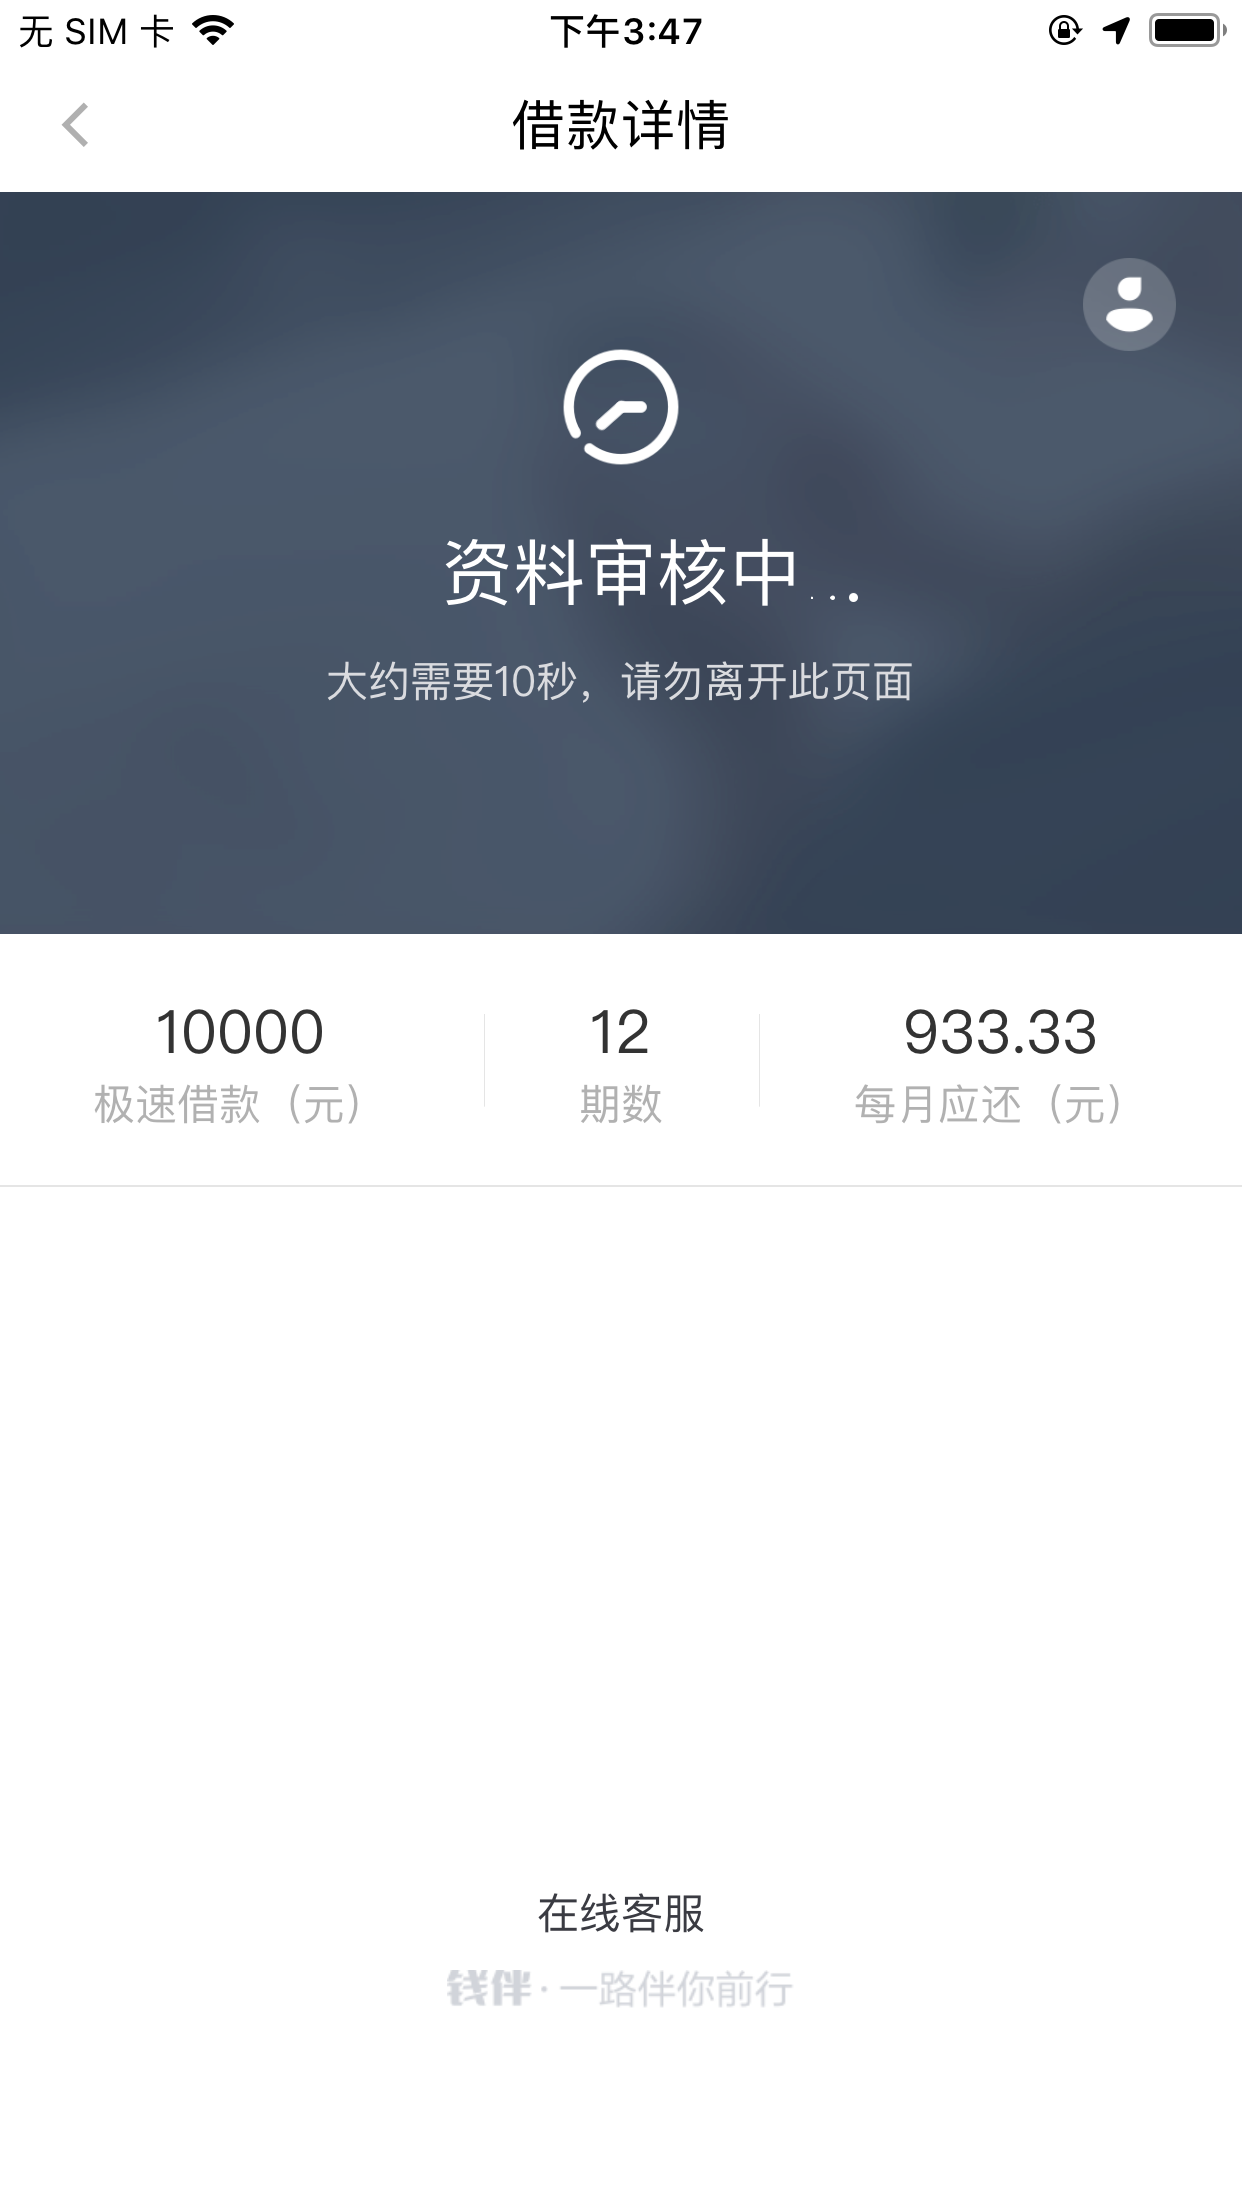 无 SIM 卡 下午3:47
借款详情
资料审核中...
大约需要10秒，请勿离开此页面
10000 12 933.33
极速借款（元） 期数 每月应还（元）
在线客服
钱伴·一路伴你前行